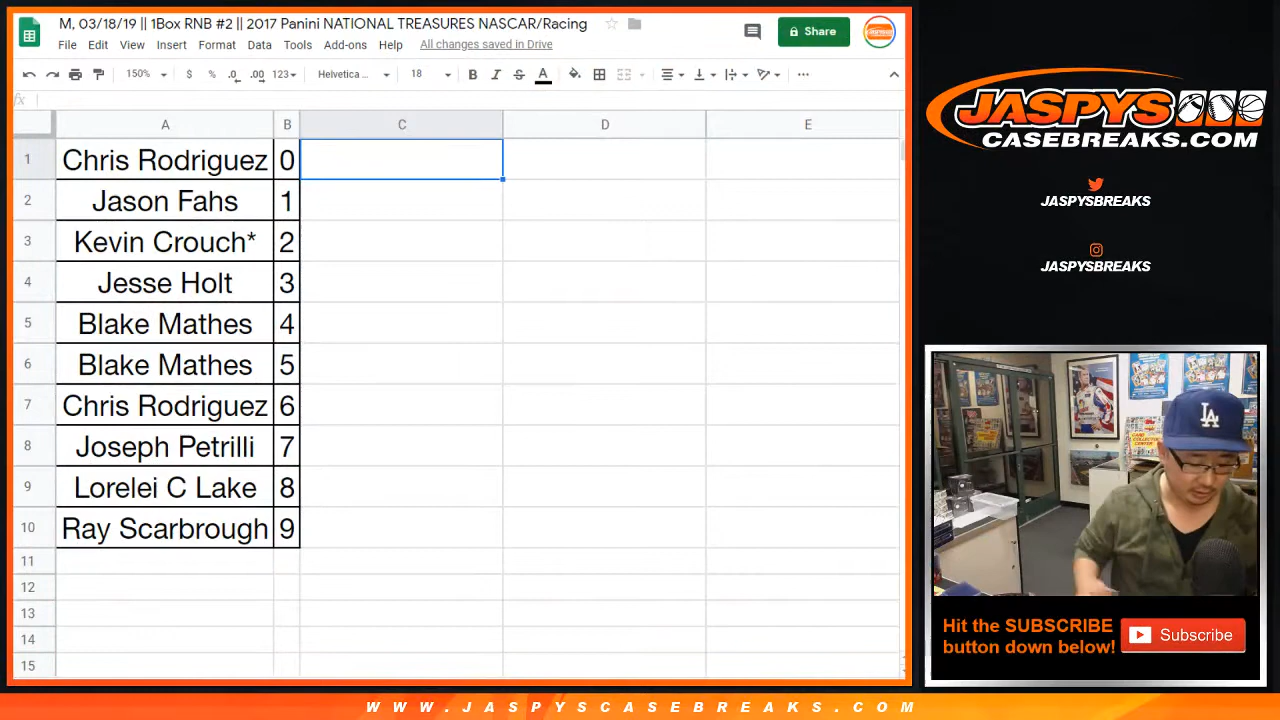 M, 03/18/19 || 1Box RNB #2 || 2017 Panini NATIONAL TREASURES NASCAR/Racing
File Edit View Insert Format Data Tools Add-ons Help All changes saved in Drive
Share
150% $ % .0 .00 123 Helvetica ... 18 B I S A
fx
A B C D E
1 Chris Rodriguez 0
2 Jason Fahs 1
3 Kevin Crouch* 2
4 Jesse Holt 3
5 Blake Mathes 4
6 Blake Mathes 5
7 Chris Rodriguez 6
8 Joseph Petrilli 7
9 Lorelei C Lake 8
10 Ray Scarbrough 9
11
12
13
14
15
JASPYS
CASEBREAKS.COM
JASPYSBREAKS
JASPYSBREAKS
LA
Hit the SUBSCRIBE
button down below!
Subscribe
WWW.JASPYSCASEBREAKS.COM